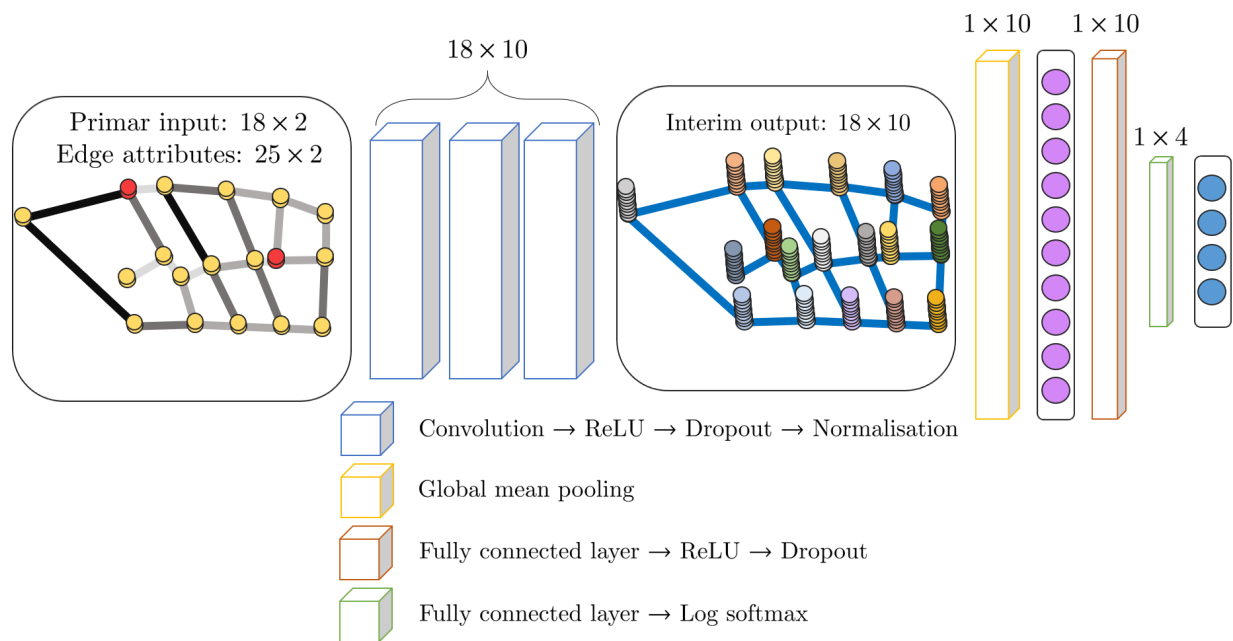 18 × 10
Primar input: 18 × 2
Edge attributes: 25 × 2
Interim output: 18 × 10
1 × 10
1 × 10
1 × 4
Convolution → ReLU → Dropout → Normalisation
Global mean pooling
Fully connected layer → ReLU → Dropout
Fully connected layer → Log softmax